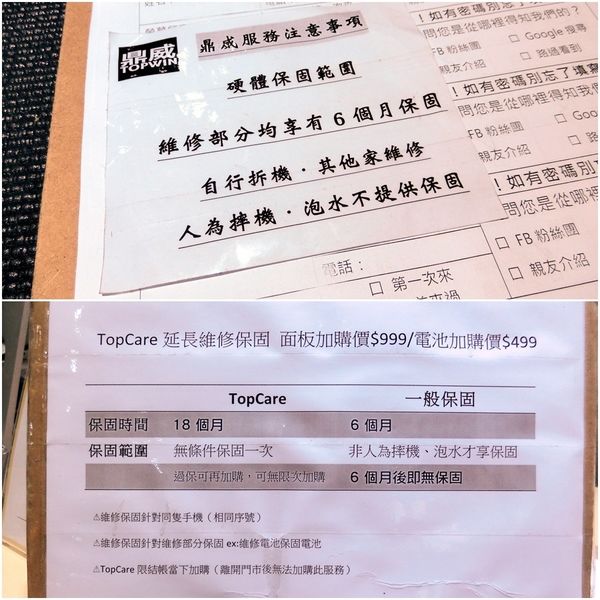 鼎威
TOPWIN
鼎威服務注意事項
硬體保固範圍
維修部分均享有 6 個月保固
自行拆機．其他家維修
人為摔機．泡水不提供保固
電話：
□ 第一次來
！如有密碼別忘了填寫
問您是從哪裡得知我們的？
□ FB 粉絲團
□ Google 搜尋
□ 親友介紹
□ 路過看到
！如有密碼別忘了填寫
問您是從哪裡得知我們
□ FB 粉絲團
□ Goo
□ 親友介紹
□ 路
！如有密碼別忘
問您是從哪
□ FB 粉絲團
□ 親友介紹
TopCare 延長維修保固 面板加購價$999/電池加購價$499
TopCare 一般保固
保固時間 18 個月 6 個月
保固範圍 無條件保固一次 非人為摔機、泡水才享保固
過保可再加購，可無限次加購 6 個月後即無保固
⚠維修保固針對同隻手機（相同序號）
⚠維修保固針對維修部分保固 ex:維修電池保固電池
⚠TopCare 限結帳當下加購（離開門市後無法加購此服務）